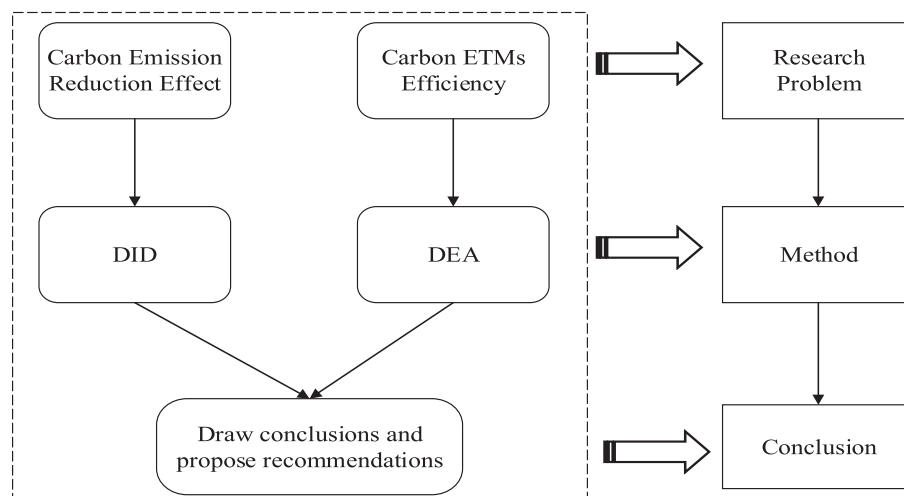 Carbon Emission
Reduction Effect
Carbon ETMs
Efficiency
Research
Problem
DID
DEA
Method
Draw conclusions and
propose recommendations
Conclusion